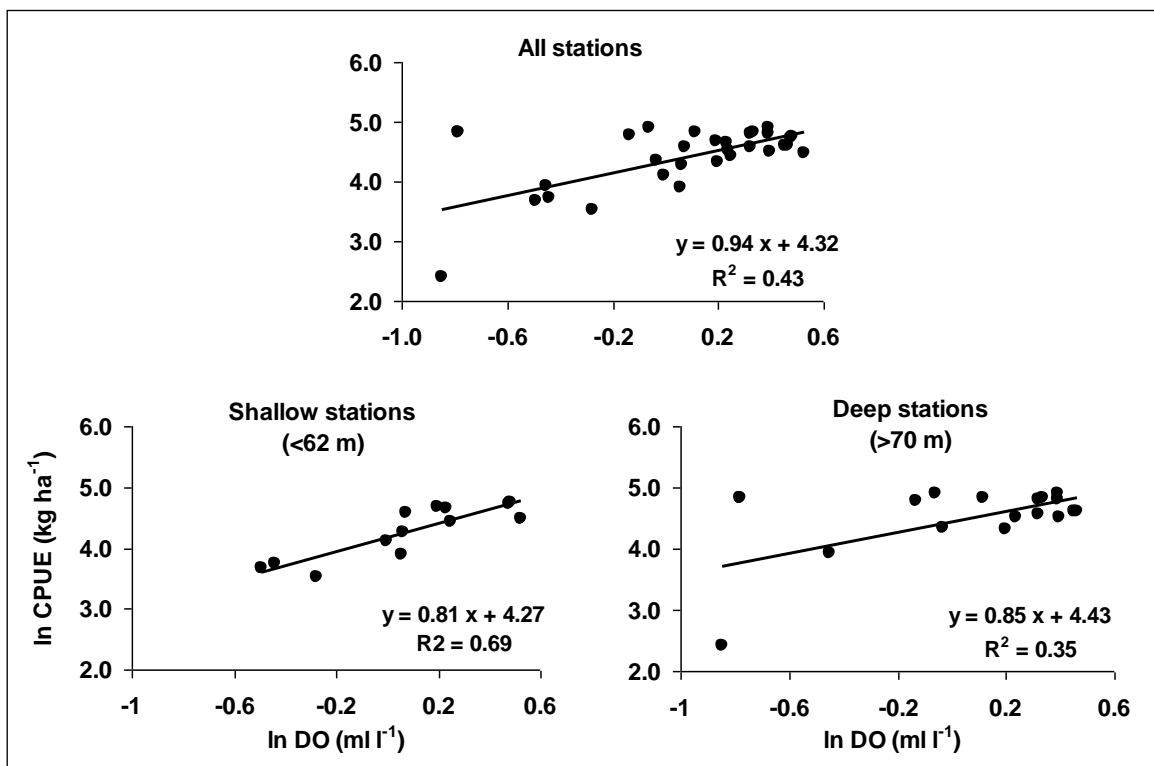 All stations
6.0
5.0
4.0
3.0
2.0
y = 0.94 x + 4.32
R² = 0.43
-1.0 -0.6 -0.2 0.2 0.6
ln CPUE (kg ha⁻¹)
Shallow stations
(<62 m)
6.0
5.0
4.0
3.0
2.0
y = 0.81 x + 4.27
R2 = 0.69
-1 -0.6 -0.2 0.2 0.6
ln DO (ml l⁻¹)
Deep stations
(>70 m)
6.0
5.0
4.0
3.0
2.0
y = 0.85 x + 4.43
R² = 0.35
-1 -0.6 -0.2 0.2 0.6
ln DO (ml l⁻¹)